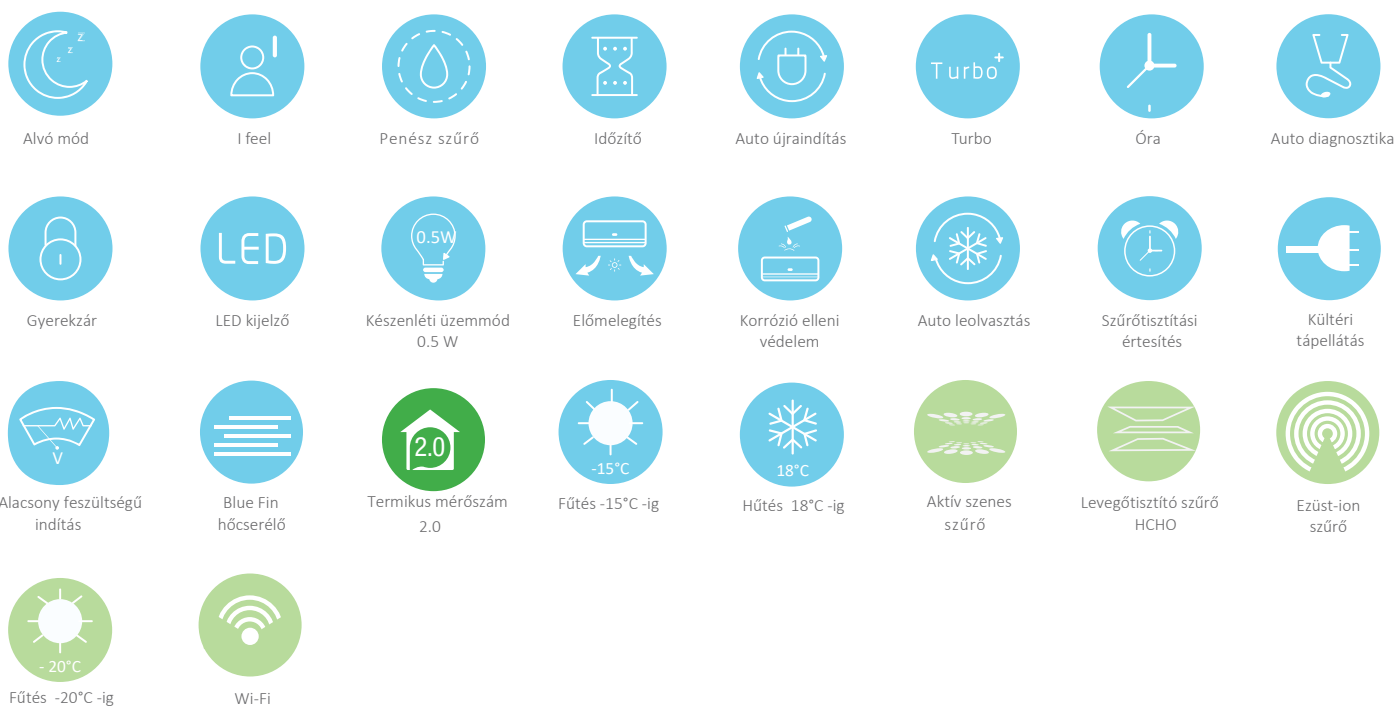 z
z
z
Turbo+
Alvó mód
I feel
Penész szűrő
Időzítő
Auto újraindítás
Turbo
Óra
Auto diagnosztika
LED
0.5W
Gyerekzár
LED kijelző
Készenléti üzemmód
0.5 W
Előmelegítés
Korrózió elleni
védelem
Auto leolvasztás
Szűrőtisztítási
értesítés
Kültéri
tápellátás
V
2.0
-15°C
18°C
Alacsony feszültségű
indítás
Blue Fin
hőcserélő
Termikus mérőszám
2.0
Fűtés -15°C -ig
Hűtés 18°C -ig
Aktív szenes
szűrő
Levegőtisztító szűrő
HCHO
Ezüst-ion
szűrő
- 20°C
Fűtés -20°C -ig
Wi-Fi